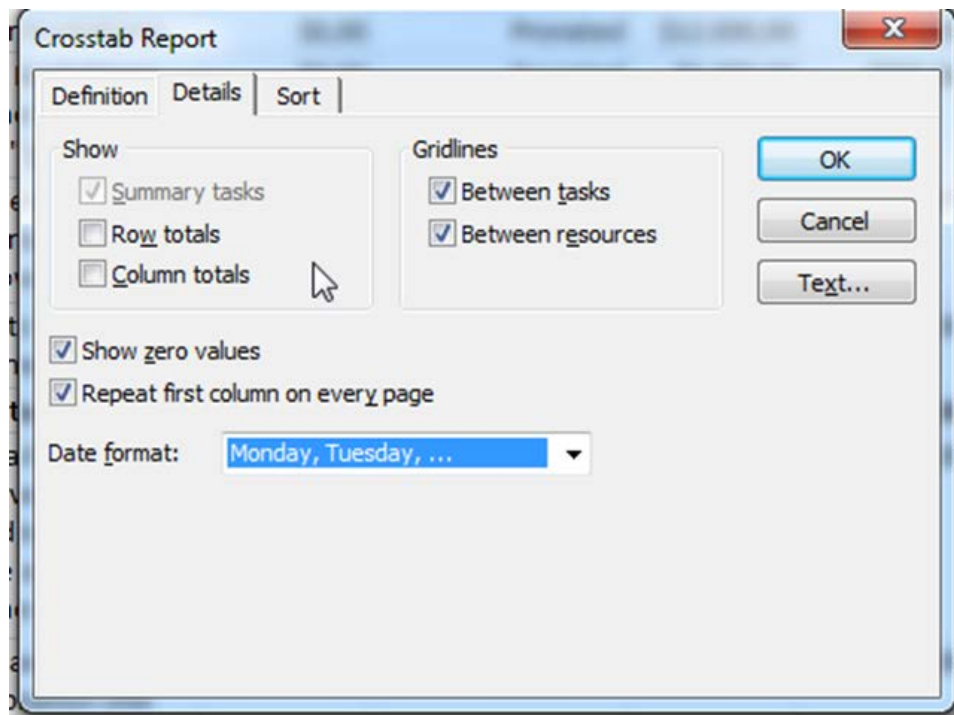 Crosstab Report
Definition
Details
Sort
Show
Summary tasks
Row totals
Column totals
Gridlines
Between tasks
Between resources
OK
Cancel
Text...
Show zero values
Repeat first column on every page
Date format:
Monday, Tuesday, ...